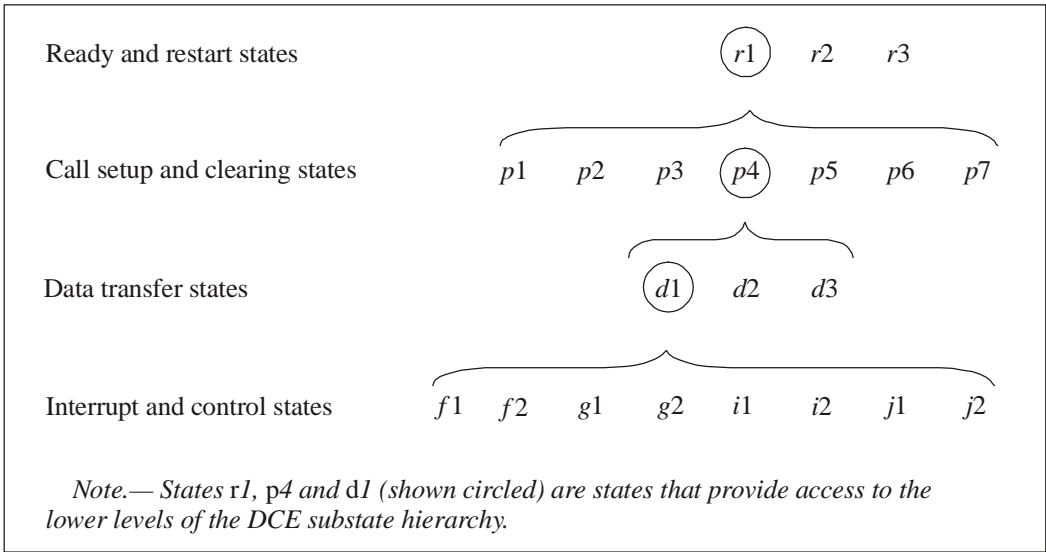 Ready and restart states r1 r2 r3
Call setup and clearing states p1 p2 p3 p4 p5 p6 p7
Data transfer states d1 d2 d3
Interrupt and control states f1 f2 g1 g2 i1 i2 j1 j2
Note.— States r1, p4 and d1 (shown circled) are states that provide access to the
lower levels of the DCE substate hierarchy.